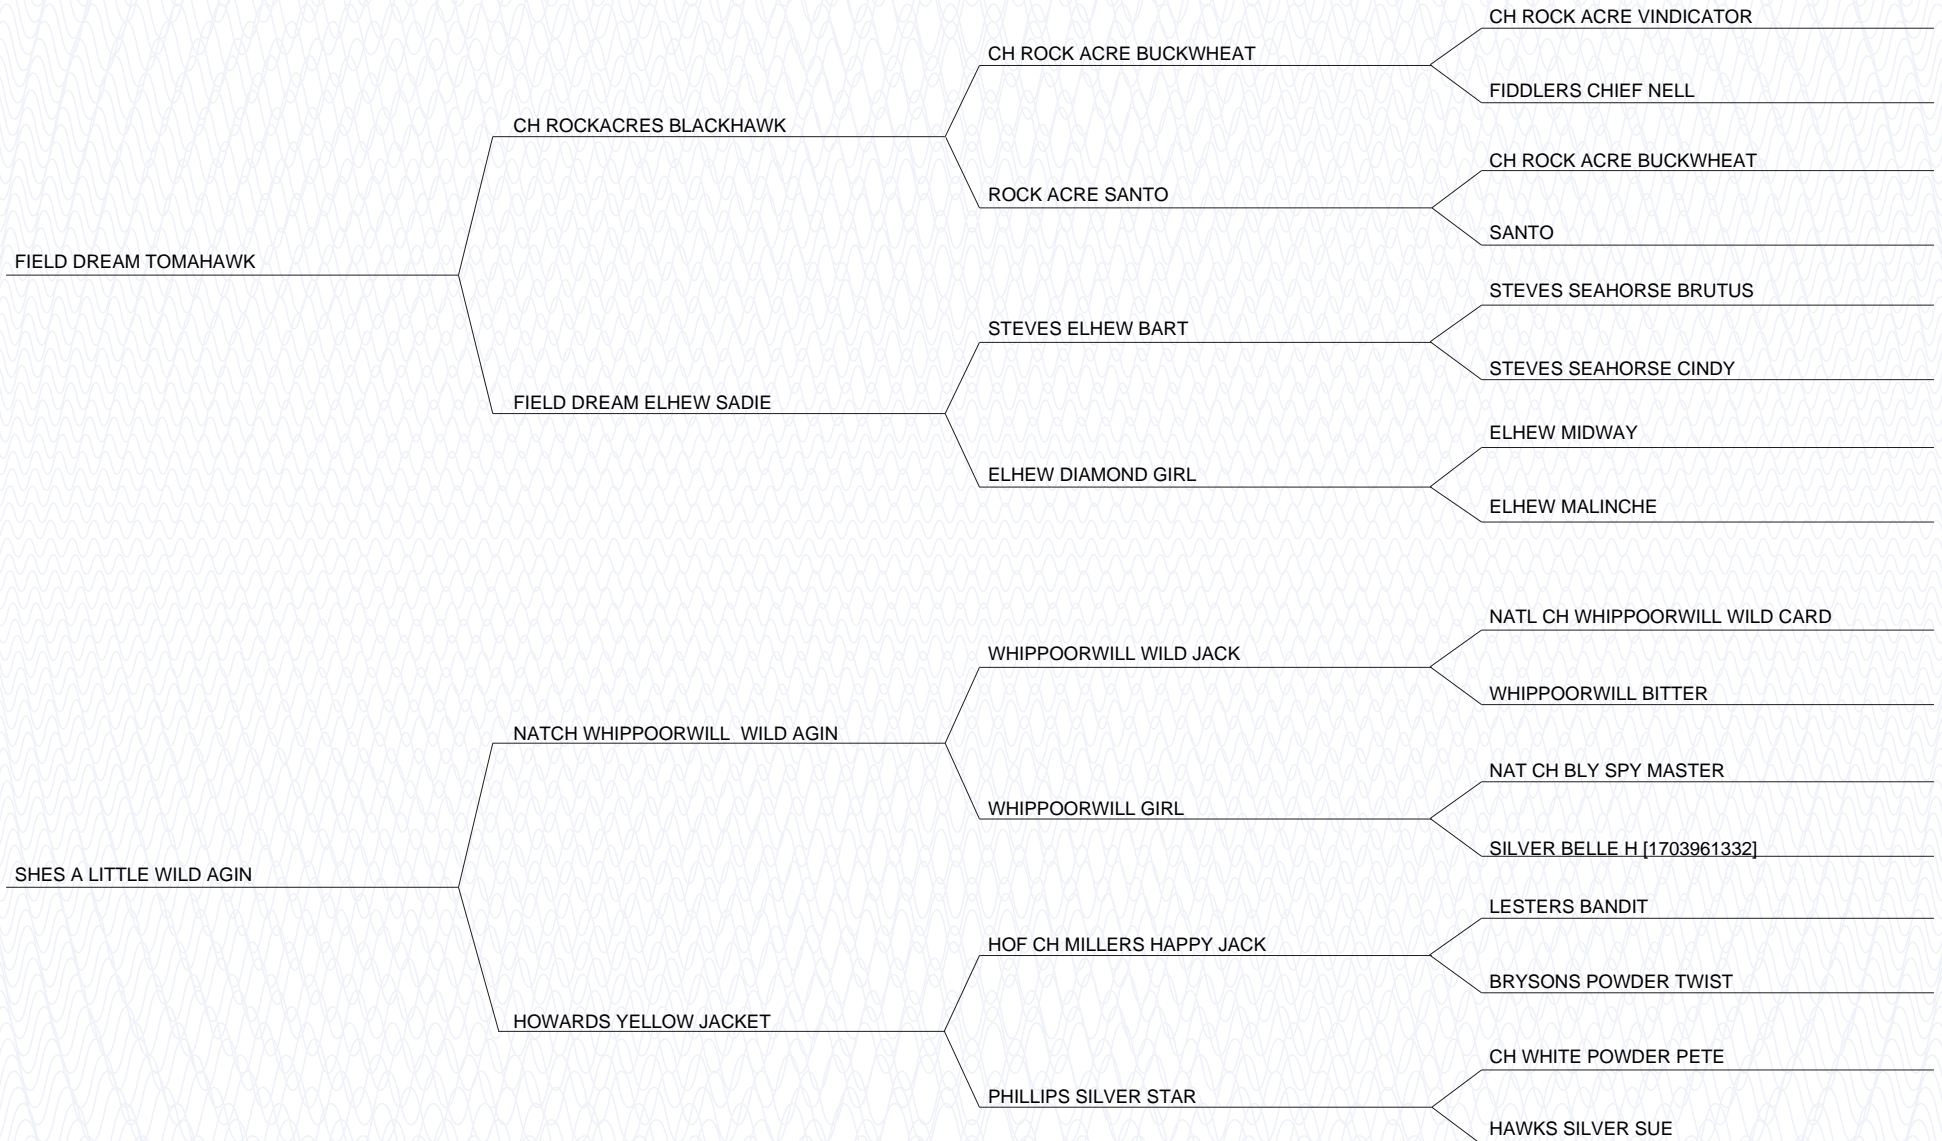 CH ROCK ACRE VINDICATOR
CH ROCK ACRE BUCKWHEAT
FIDDLERS CHIEF NELL
CH ROCKACRES BLACKHAWK
CH ROCK ACRE BUCKWHEAT
ROCK ACRE SANTO
SANTO
FIELD DREAM TOMAHAWK
STEVES SEAHORSE BRUTUS
STEVES ELHEW BART
STEVES SEAHORSE CINDY
FIELD DREAM ELHEW SADIE
ELHEW MIDWAY
ELHEW DIAMOND GIRL
ELHEW MALINCHE
NATL CH WHIPPOORWILL WILD CARD
WHIPPOORWILL WILD JACK
WHIPPOORWILL BITTER
NATCH WHIPPOORWILL  WILD AGIN
NAT CH BLY SPY MASTER
WHIPPOORWILL GIRL
SILVER BELLE H [1703961332]
SHES A LITTLE WILD AGIN
LESTERS BANDIT
HOF CH MILLERS HAPPY JACK
BRYSONS POWDER TWIST
HOWARDS YELLOW JACKET
CH WHITE POWDER PETE
PHILLIPS SILVER STAR
HAWKS SILVER SUE